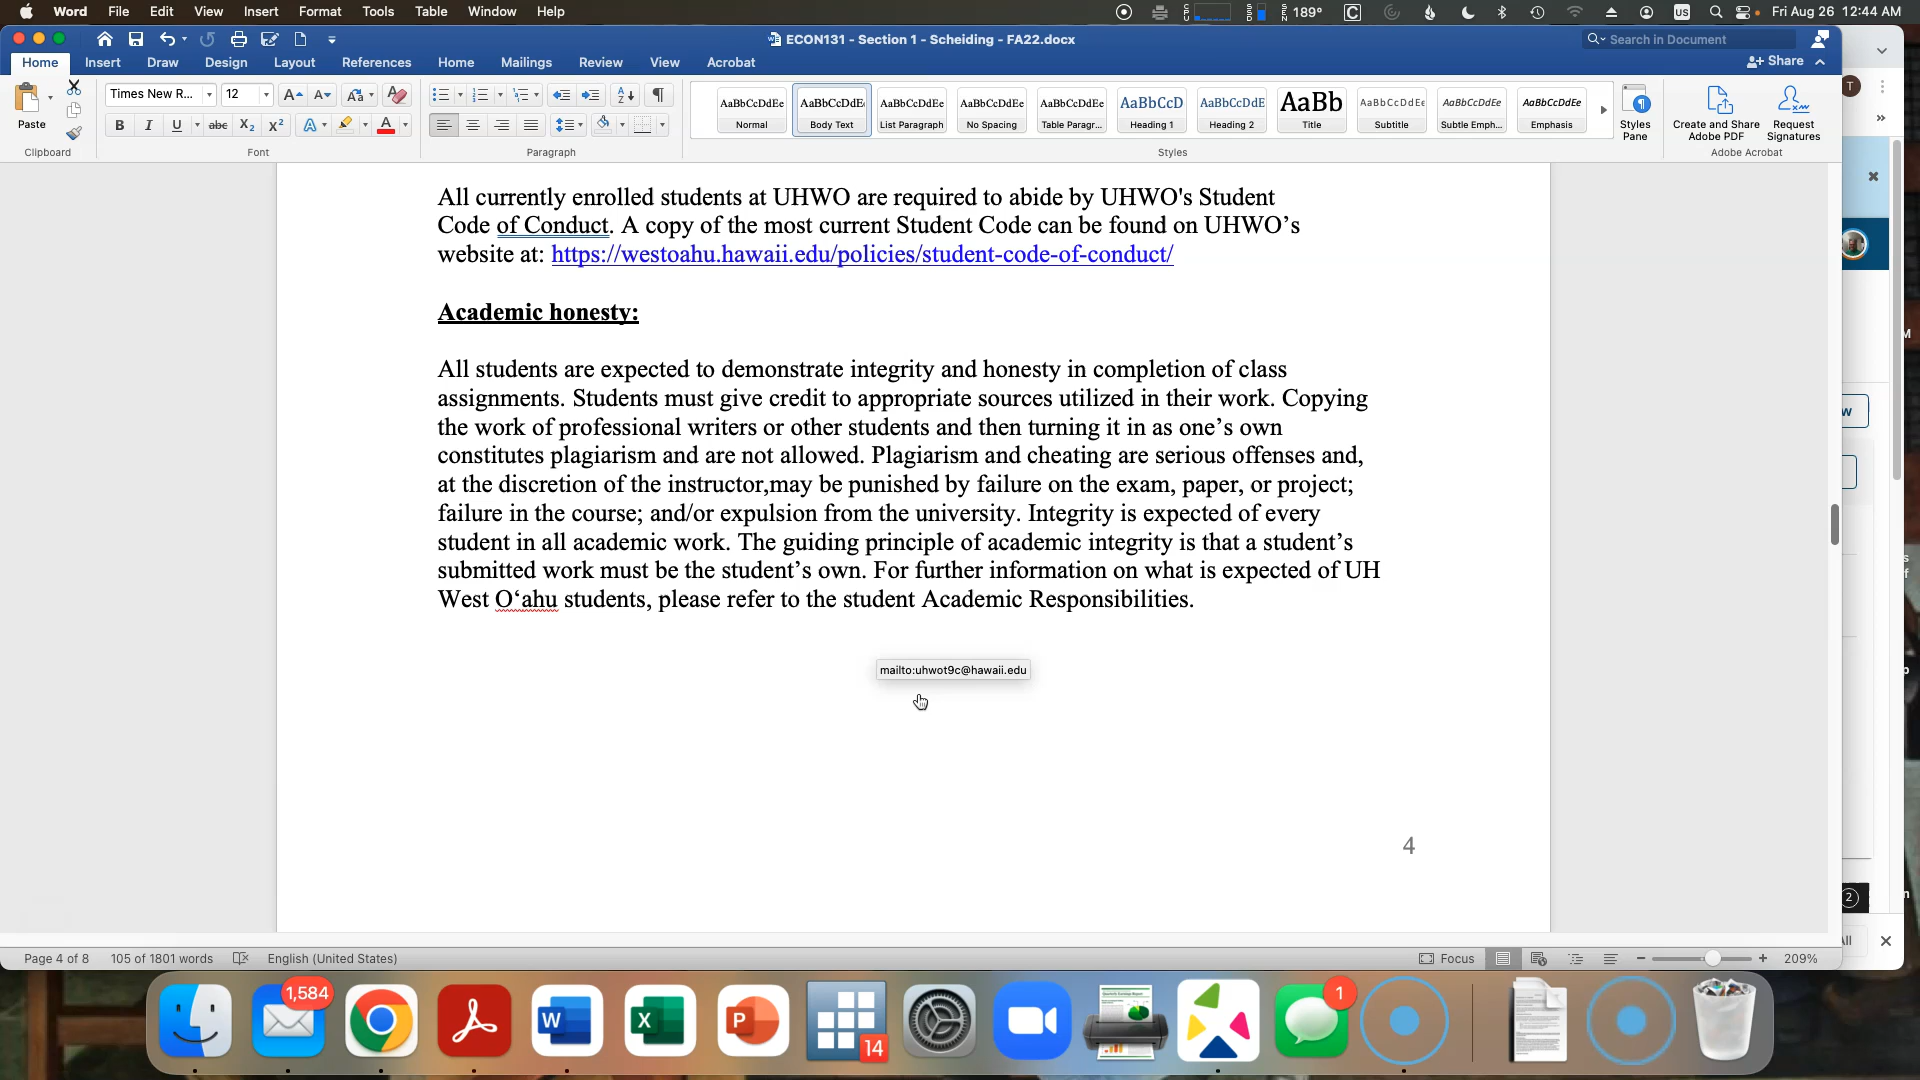 Word File Edit View Insert Format Tools Table Window Help 189° US Fri Aug 26 12:44 AM
ECON131 - Section 1 - Scheiding - FA22.docx
Search in Document
Home Insert Draw Design Layout References Home Mailings Review View Acrobat
Share
Times New R... 12
Paste
AaBbCcDdEe AaBbCcDdEe AaBbCcDdEe AaBbCcDdEe AaBbCcDdEe AaBbCcD AaBbCcDdE AaBb AaBbCcDdEe AaBbCcDdEe AaBbCcDdEe
Normal Body Text List Paragraph No Spacing Table Paragr... Heading 1 Heading 2 Title Subtitle Subtle Emph... Emphasis
Styles Pane
Create and Share Adobe PDF
Request Signatures
Clipboard Font Paragraph Styles Adobe Acrobat
All currently enrolled students at UHWO are required to abide by UHWO's Student
Code of Conduct. A copy of the most current Student Code can be found on UHWO’s
website at: https://westoahu.hawaii.edu/policies/student-code-of-conduct/
Academic honesty:
All students are expected to demonstrate integrity and honesty in completion of class
assignments. Students must give credit to appropriate sources utilized in their work. Copying
the work of professional writers or other students and then turning it in as one’s own
constitutes plagiarism and are not allowed. Plagiarism and cheating are serious offenses and,
at the discretion of the instructor,may be punished by failure on the exam, paper, or project;
failure in the course; and/or expulsion from the university. Integrity is expected of every
student in all academic work. The guiding principle of academic integrity is that a student’s
submitted work must be the student’s own. For further information on what is expected of UH
West Oʻahu students, please refer to the student Academic Responsibilities.
mailto:uhwot9c@hawaii.edu
4
Page 4 of 8 105 of 1801 words English (United States) Focus 209%
1,584
14
1